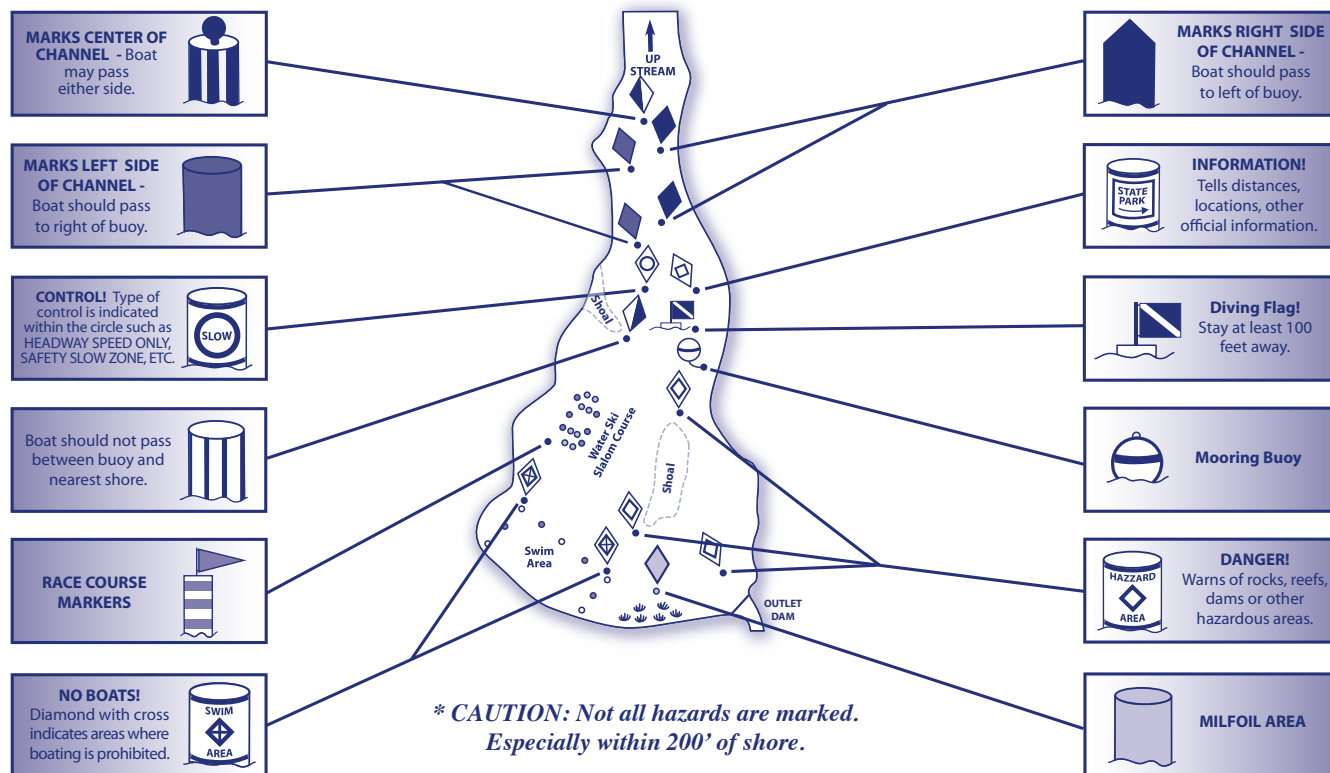 MARKS CENTER OF
CHANNEL - Boat
may pass
either side.
MARKS LEFT SIDE
OF CHANNEL -
Boat should pass
to right of buoy.
CONTROL! Type of
control is indicated
within the circle such as
HEADWAY SPEED ONLY,
SAFETY SLOW ZONE, ETC.
SLOW
Boat should not pass
between buoy and
nearest shore.
RACE COURSE
MARKERS
NO BOATS!
Diamond with cross
indicates areas where
boating is prohibited.
SWIM
AREA
UP
STREAM
Shoal
Water Ski
Slalom Course
Shoal
Swim
Area
OUTLET
DAM
* CAUTION: Not all hazards are marked.
Especially within 200' of shore.
MARKS RIGHT SIDE
OF CHANNEL -
Boat should pass
to left of buoy.
STATE
PARK
INFORMATION!
Tells distances,
locations, other
official information.
Diving Flag!
Stay at least 100
feet away.
Mooring Buoy
HAZZARD
AREA
DANGER!
Warns of rocks, reefs,
dams or other
hazardous areas.
MILFOIL AREA